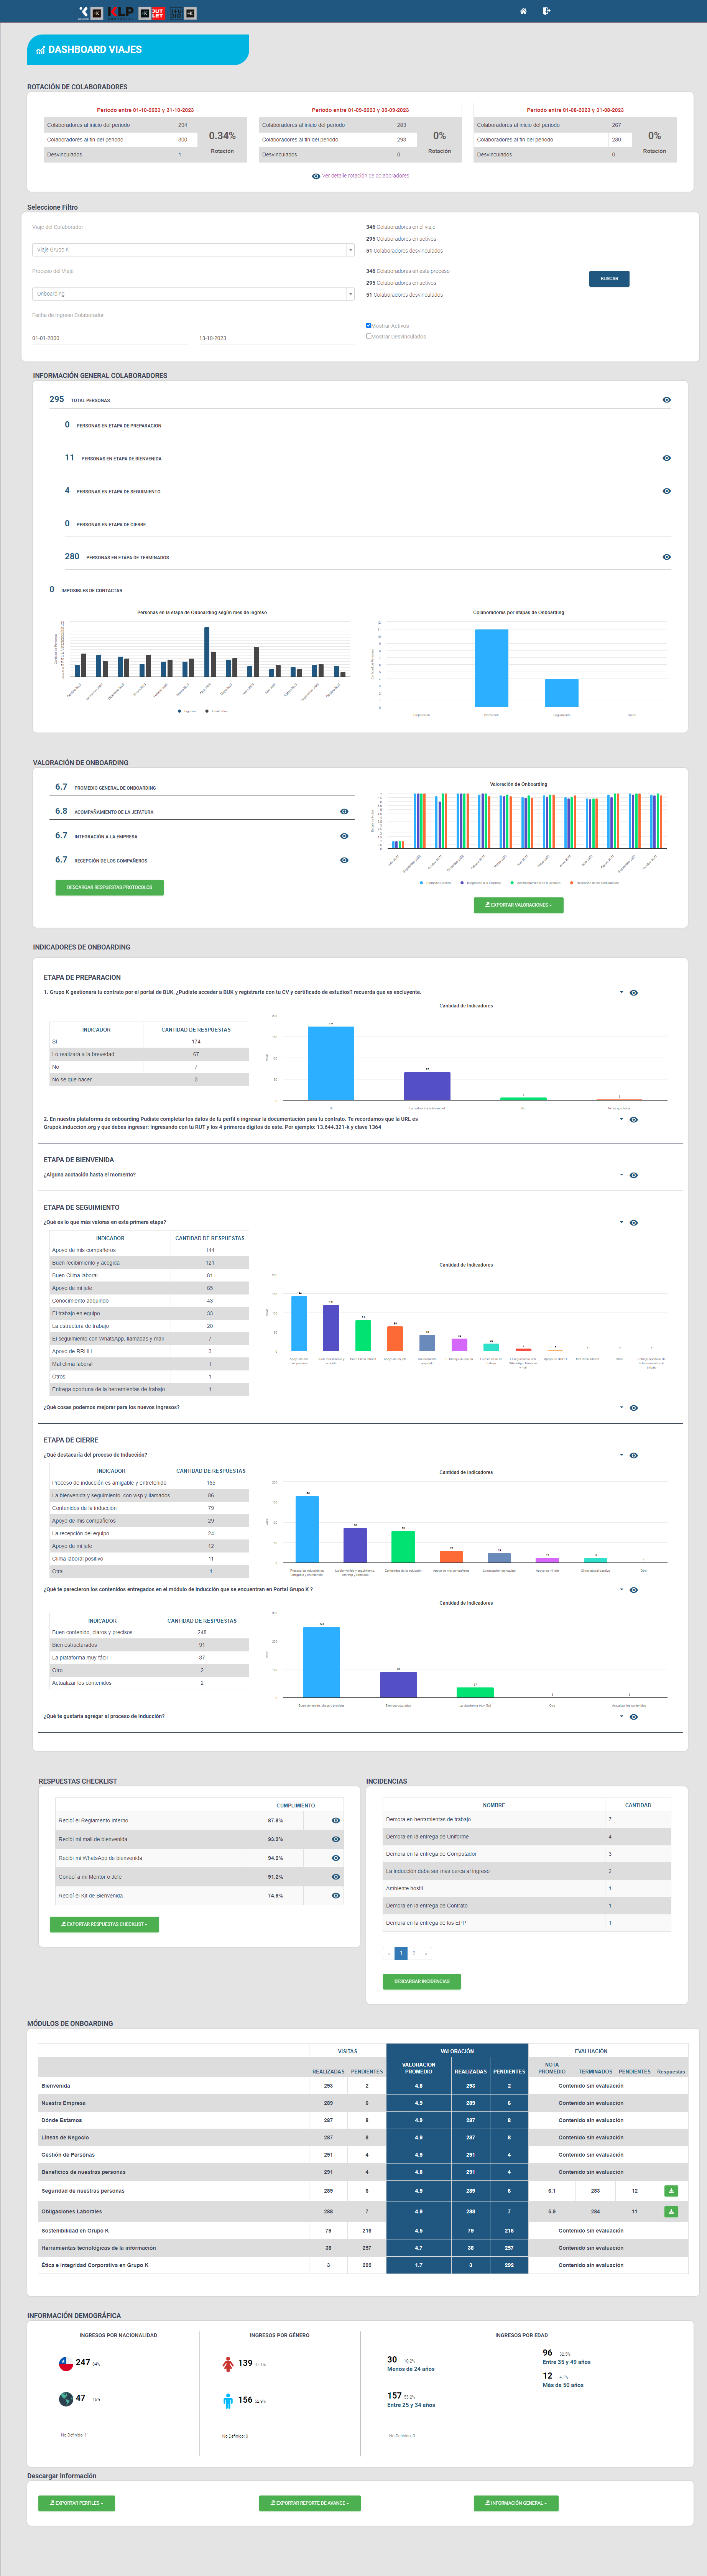 KLP
DASHBOARD VIAJES
ROTACIÓN DE COLABORADORES
Periodo entre 01-10-2023 y 31-10-2023
Colaboradores al inicio del periodo 294
Colaboradores al fin del periodo 300
Desvinculados 1
0.34%
Rotación
Periodo entre 01-09-2023 y 30-09-2023
Colaboradores al inicio del periodo 283
Colaboradores al fin del periodo 293
Desvinculados 0
0%
Rotación
Periodo entre 01-08-2023 y 31-08-2023
Colaboradores al inicio del periodo 267
Colaboradores al fin del periodo 280
Desvinculados 0
0%
Rotación
Ver detalle rotación de colaboradores
Seleccione Filtro
Viaje del Colaborador
Viaje Grupo K
346 Colaboradores en el viaje
295 Colaboradores en activos
51 Colaboradores desvinculados
Proceso del Viaje
Onboarding
346 Colaboradores en este proceso
295 Colaboradores en activos
51 Colaboradores desvinculados
BUSCAR
Fecha de Ingreso Colaborador
01-01-2000
13-10-2023
Mostrar Activos
Mostrar Desvinculados
INFORMACIÓN GENERAL COLABORADORES
295 TOTAL PERSONAS
0 PERSONAS EN ETAPA DE PREPARACION
11 PERSONAS EN ETAPA DE BIENVENIDA
4 PERSONAS EN ETAPA DE SEGUIMIENTO
0 PERSONAS EN ETAPA DE CIERRE
280 PERSONAS EN ETAPA DE TERMINADOS
0 IMPOSIBLES DE CONTACTAR
Personas en la etapa de Onboarding según mes de ingreso
Colaboradores por etapas de Onboarding
VALORACIÓN DE ONBOARDING
6.7 PROMEDIO GENERAL DE ONBOARDING
6.8 ACOMPAÑAMIENTO DE LA JEFATURA
6.7 INTEGRACIÓN A LA EMPRESA
6.7 RECEPCIÓN DE LOS COMPAÑEROS
DESCARGAR RESPUESTAS PROTOCOLOS
Valoración de Onboarding
EXPORTAR VALORACIONES
INDICADORES DE ONBOARDING
ETAPA DE PREPARACION
1. Grupo K gestionará tu contrato por el portal de BUK, ¿Pudiste acceder a BUK y registrarte con tu CV y certificado de estudios? recuerda que es excluyente.
Cantidad de Indicadores
INDICADOR CANTIDAD DE RESPUESTAS
Si 174
Lo realizará a la brevedad 67
No 7
No se que hacer 3
2. En nuestra plataforma de onboarding Pudiste completar los datos de tu perfil e ingresar la documentación para tu contrato. Te recordamos que la URL es
Grupok.induccion.org y que debes ingresar: Ingresando con tu RUT y los 4 primeros dígitos de este. Por ejemplo: 13.644.321-k y clave 1364
ETAPA DE BIENVENIDA
¿Alguna acotación hasta el momento?
ETAPA DE SEGUIMIENTO
¿Qué es lo que más valoras en esta primera etapa?
INDICADOR CANTIDAD DE RESPUESTAS
Apoyo de mis compañeros 144
Buen recibimiento y acogida 121
Buen Clima laboral 81
Apoyo de mi jefe 65
Conocimiento adquirido 43
El trabajo en equipo 33
La estructura de trabajo 20
El seguimiento con WhatsApp, llamadas y mail 7
Apoyo de RRHH 3
Mal clima laboral 1
Otros 1
Entrega oportuna de la herramientas de trabajo 1
Cantidad de Indicadores
¿Qué cosas podemos mejorar para los nuevos ingresos?
ETAPA DE CIERRE
¿Qué destacaría del proceso de Inducción?
INDICADOR CANTIDAD DE RESPUESTAS
Proceso de inducción es amigable y entretenido 165
La bienvenida y seguimiento, con wsp y llamados 86
Contenidos de la inducción 79
Apoyo de mis compañeros 29
La recepción del equipo 24
Apoyo de mi jefe 12
Clima laboral positivo 11
Otra 1
Cantidad de Indicadores
¿Qué te parecieron los contenidos entregados en el módulo de inducción que se encuentran en Portal Grupo K ?
INDICADOR CANTIDAD DE RESPUESTAS
Buen contenido, claros y precisos 248
Bien estructurados 91
La plataforma muy fácil 37
Otro 2
Actualizar los contenidos 2
Cantidad de Indicadores
¿Qué te gustaría agregar al proceso de Inducción?
RESPUESTAS CHECKLIST
CUMPLIMIENTO
Recibí el Reglamento Interno 87.8%
Recibí mi mail de bienvenida 93.2%
Recibí mi WhatsApp de bienvenida 94.2%
Conocí a mi Mentor o Jefe 91.2%
Recibí el Kit de Bienvenida 74.9%
EXPORTAR RESPUESTAS CHECKLIST
INCIDENCIAS
NOMBRE CANTIDAD
Demora en herramientas de trabajo 7
Demora en la entrega de Uniforme 4
Demora en la entrega de Computador 3
La inducción debe ser más cerca al ingreso 2
Ambiente hostil 1
Demora en la entrega de Contrato 1
Demora en la entrega de los EPP 1
« 1 2 »
DESCARGAR INCIDENCIAS
MÓDULOS DE ONBOARDING
VISITAS VALORACIÓN EVALUACIÓN
REALIZADAS PENDIENTES VALORACION PROMEDIO REALIZADAS PENDIENTES NOTA PROMEDIO TERMINADOS PENDIENTES Respuestas
Bienvenida 293 2 4.8 293 2 Contenido sin evaluación
Nuestra Empresa 289 6 4.9 289 6 Contenido sin evaluación
Dónde Estamos 287 8 4.9 287 8 Contenido sin evaluación
Líneas de Negocio 287 8 4.9 287 8 Contenido sin evaluación
Gestión de Personas 291 4 4.9 291 4 Contenido sin evaluación
Beneficios de nuestras personas 291 4 4.8 291 4 Contenido sin evaluación
Seguridad de nuestras personas 289 6 4.9 289 6 6.1 283 12
Obligaciones Laborales 288 7 4.9 288 7 5.9 284 11
Sostenibilidad en Grupo K 79 216 4.5 79 216 Contenido sin evaluación
Herramientas tecnológicas de la información 38 257 4.7 38 257 Contenido sin evaluación
Ética e Integridad Corporativa en Grupo K 3 292 1.7 3 292 Contenido sin evaluación
INFORMACIÓN DEMOGRÁFICA
INGRESOS POR NACIONALIDAD
247 84%
47 16%
No Definido: 1
INGRESOS POR GÉNERO
139 47.1%
156 52.9%
No Definido: 0
INGRESOS POR EDAD
30 10.2%
Menos de 24 años
157 53.2%
Entre 25 y 34 años
96 32.5%
Entre 35 y 49 años
12 4.1%
Más de 50 años
No Definido: 0
Descargar Información
EXPORTAR PERFILES
EXPORTAR REPORTE DE AVANCE
INFORMACIÓN GENERAL